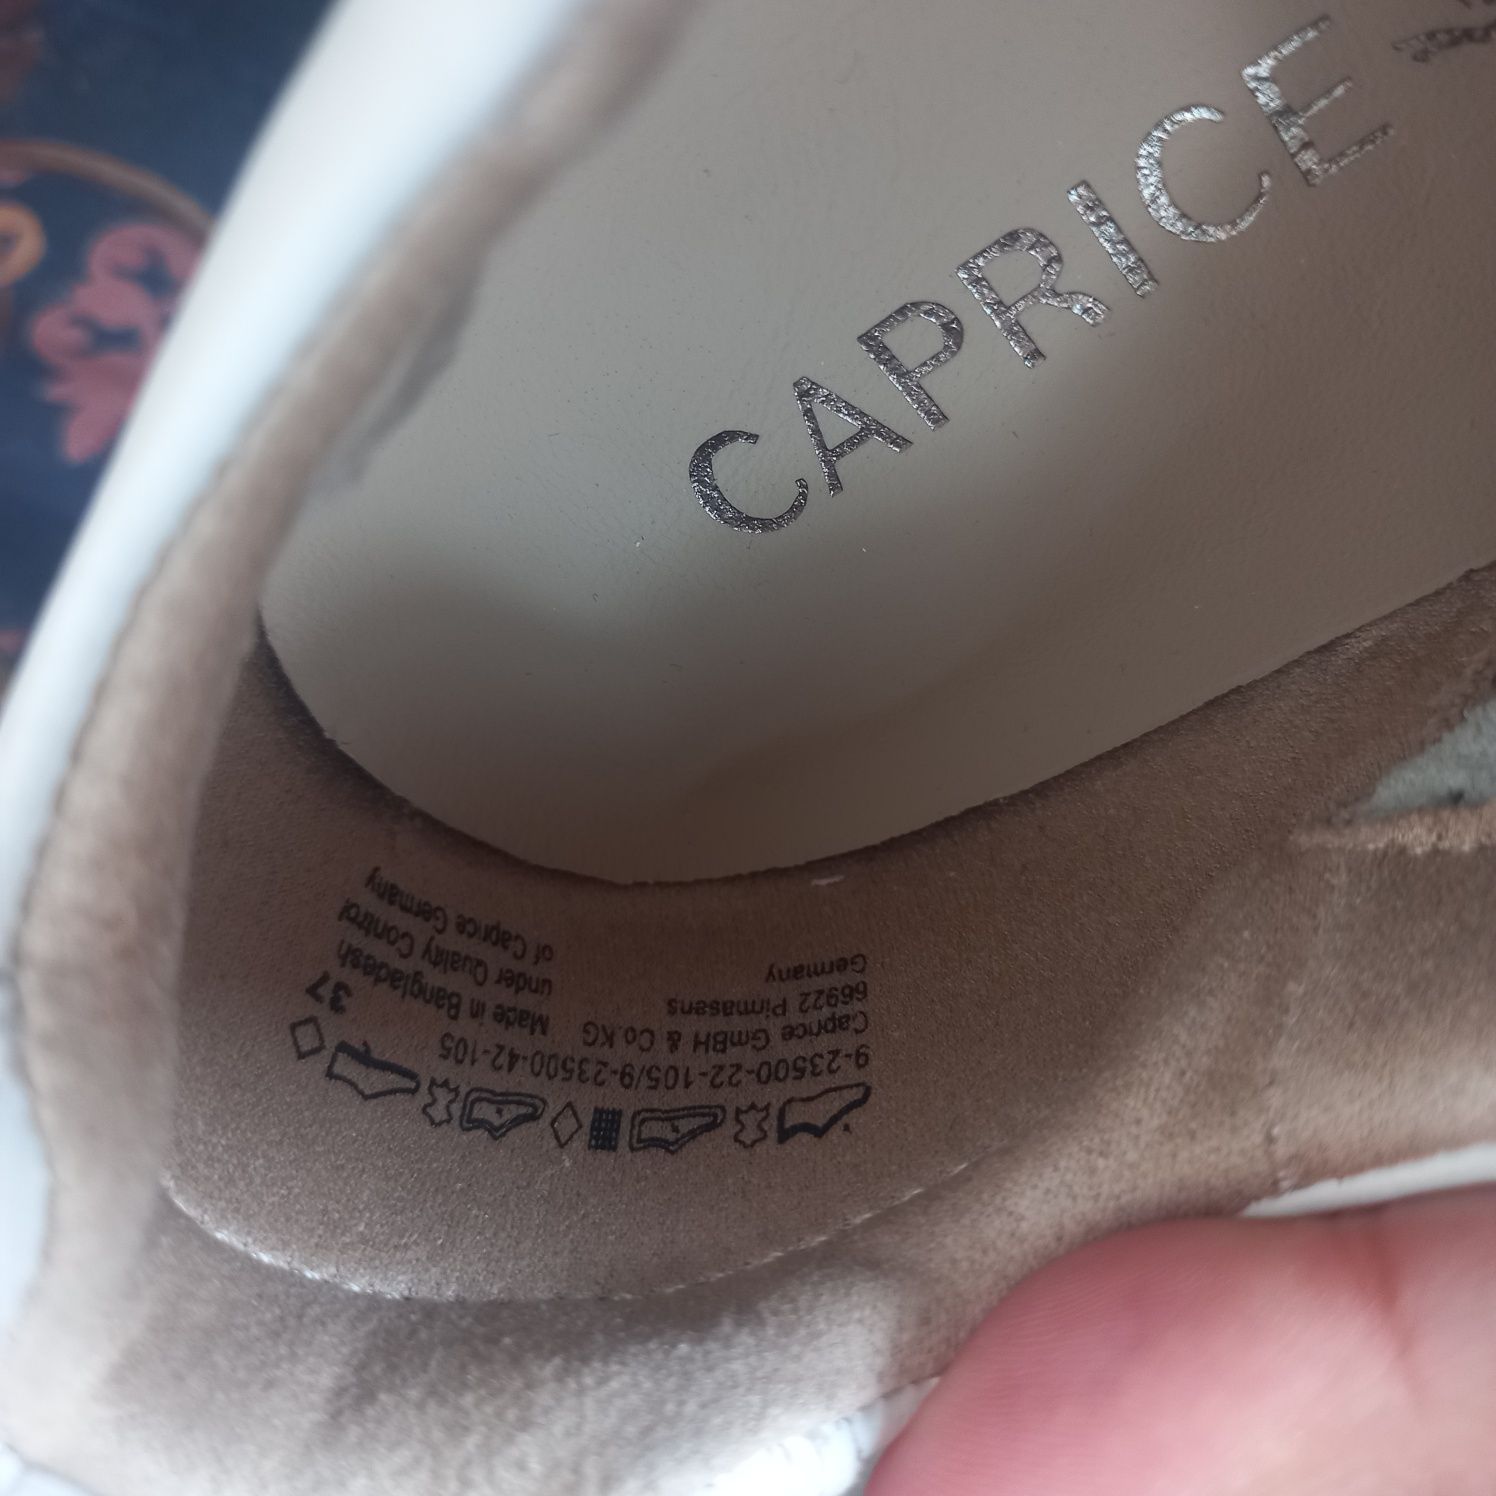 CAPRICE
9-23500-22-105/9-23500-42-105
Caprice GmBH & Co.KG
66922 Pirmasens
Germany
Made in Bangladesh
under Quality Control
of Caprice Germany
37